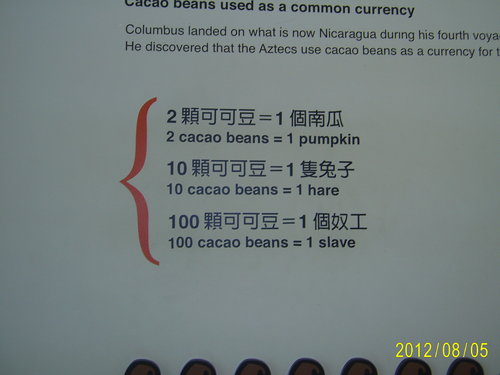 Cacao beans used as a common currency
Columbus landed on what is now Nicaragua during his fourth
He discovered that the Aztecs use cacao beans as a currency for
2 顆可可豆＝1 個南瓜
2 cacao beans = 1 pumpkin
10 顆可可豆＝1 隻兔子
10 cacao beans = 1 hare
100 顆可可豆＝1 個奴工
100 cacao beans = 1 slave
2012/08/05